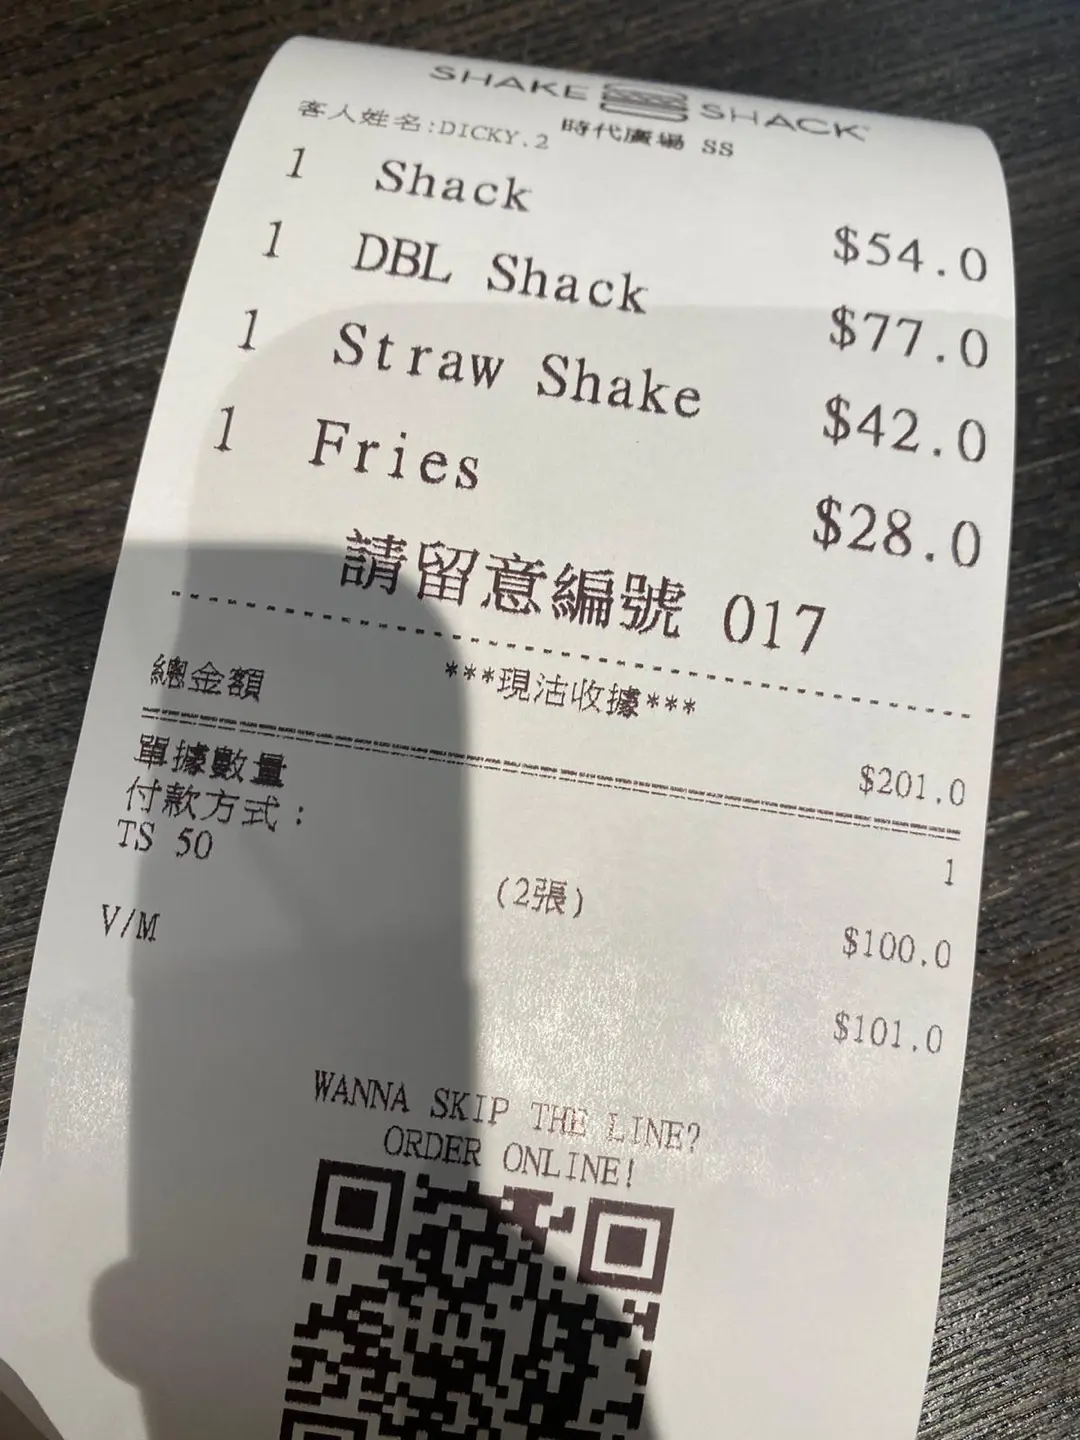 SHAKE SHACK
時代廣場 SS
客人姓名:DICKY.2
1 Shack $54.0
1 DBL Shack $77.0
1 Straw Shake $42.0
1 Fries $28.0
請留意編號 017
***現沽收據***
總金額 $201.0
單據數量 1
付款方式:
TS 50 (2張) $100.0
V/M $101.0
WANNA SKIP THE LINE?
ORDER ONLINE!